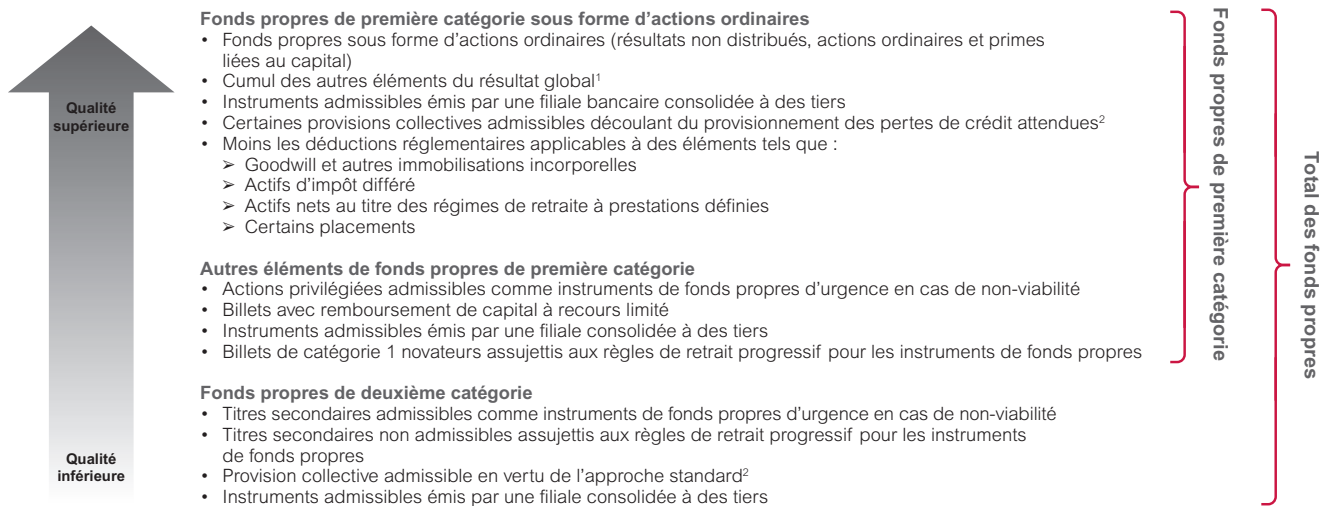 Fonds propres de première catégorie sous forme d'actions ordinaires
• Fonds propres sous forme d'actions ordinaires (résultats non distribués, actions ordinaires et primes
liées au capital)
• Cumul des autres éléments du résultat global¹
• Instruments admissibles émis par une filiale bancaire consolidée à des tiers
• Certaines provisions collectives admissibles découlant du provisionnement des pertes de crédit attendues²
• Moins les déductions réglementaires applicables à des éléments tels que :
➢ Goodwill et autres immobilisations incorporelles
➢ Actifs d'impôt différé
➢ Actifs nets au titre des régimes de retraite à prestations définies
➢ Certains placements
Autres éléments de fonds propres de première catégorie
• Actions privilégiées admissibles comme instruments de fonds propres d'urgence en cas de non-viabilité
• Billets avec remboursement de capital à recours limité
• Instruments admissibles émis par une filiale consolidée à des tiers
• Billets de catégorie 1 novateurs assujettis aux règles de retrait progressif pour les instruments de fonds propres
Fonds propres de deuxième catégorie
• Titres secondaires admissibles comme instruments de fonds propres d'urgence en cas de non-viabilité
• Titres secondaires non admissibles assujettis aux règles de retrait progressif pour les instruments
de fonds propres
• Provision collective admissible en vertu de l'approche standard²
• Instruments admissibles émis par une filiale consolidée à des tiers
Qualité
supérieure
Qualité
inférieure
Fonds propres de première catégorie
Total des fonds propres